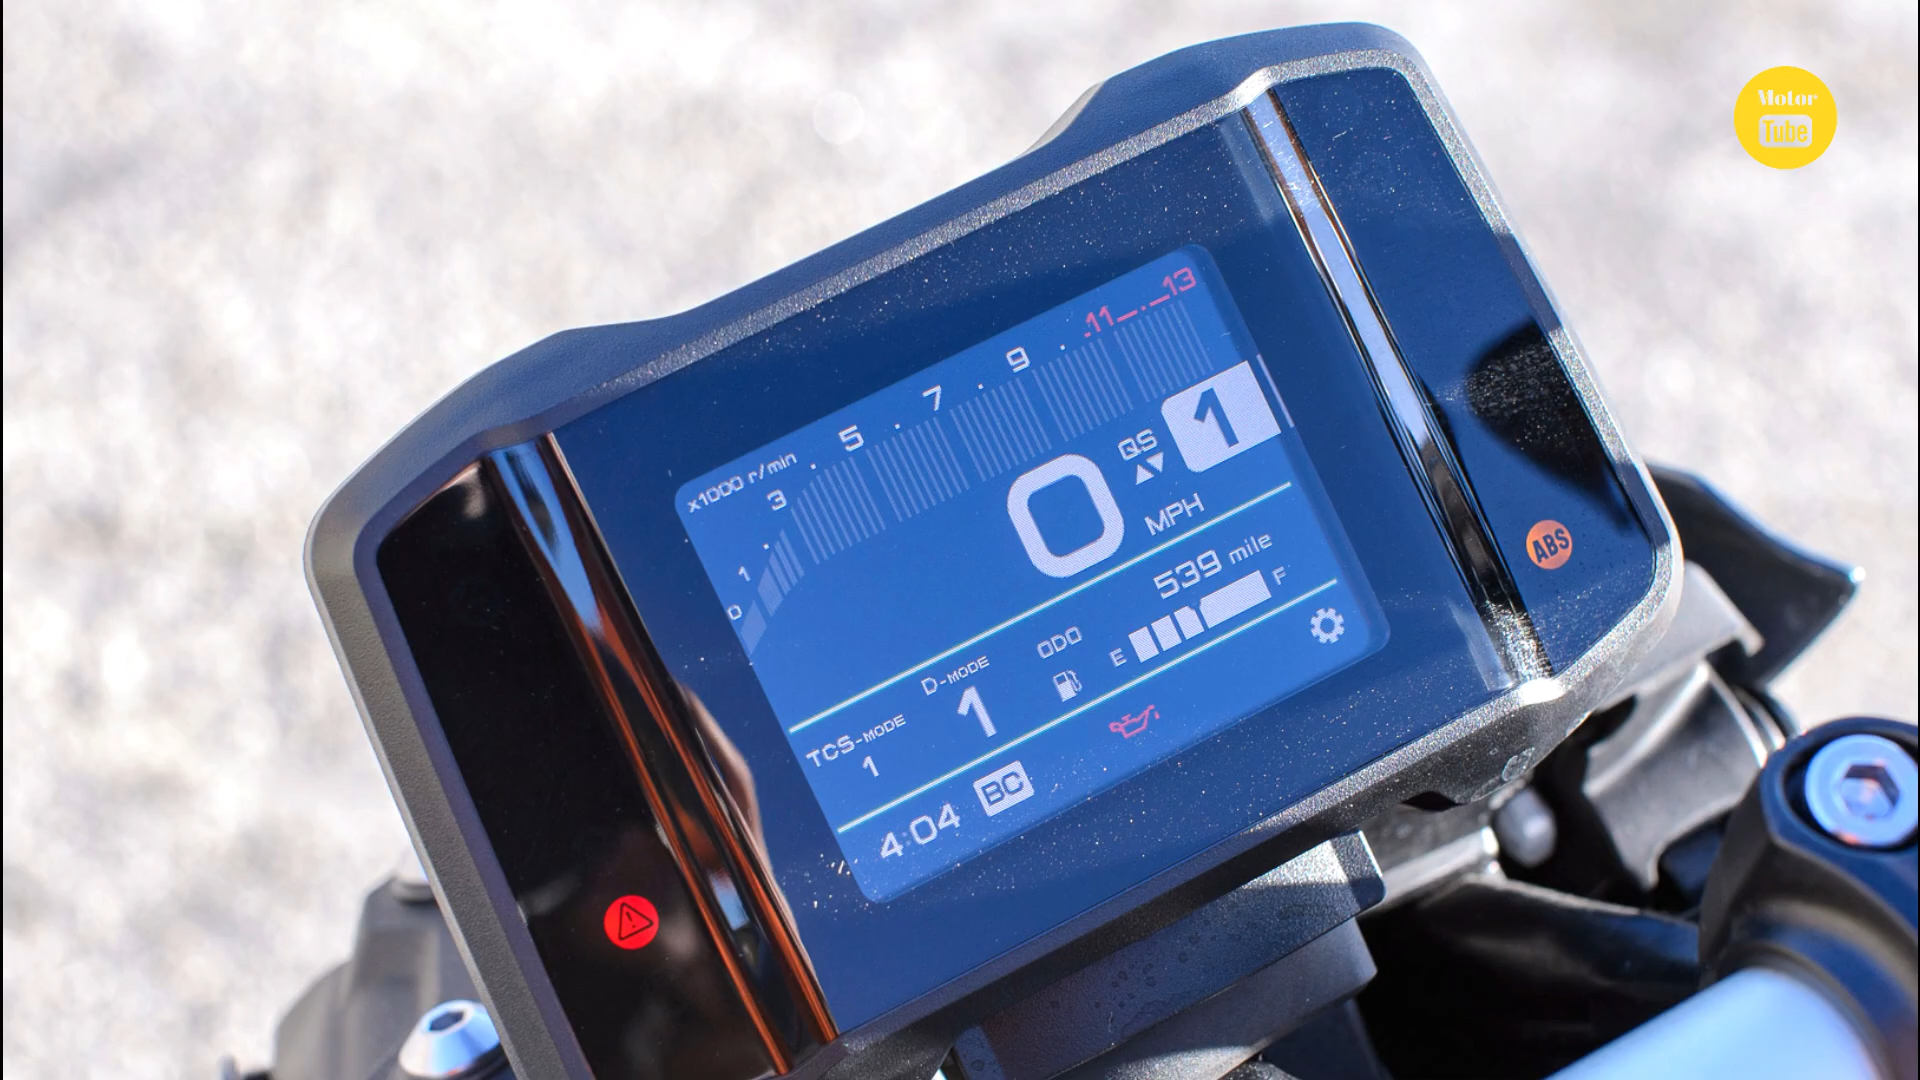 Motor
Tube
x1000 r/min
0
1
3
5
7
9
11
13
0
MPH
QS
1
539 mile
ODO
E
F
D-MODE
1
TCS-MODE
1
4:04
BC
ABS